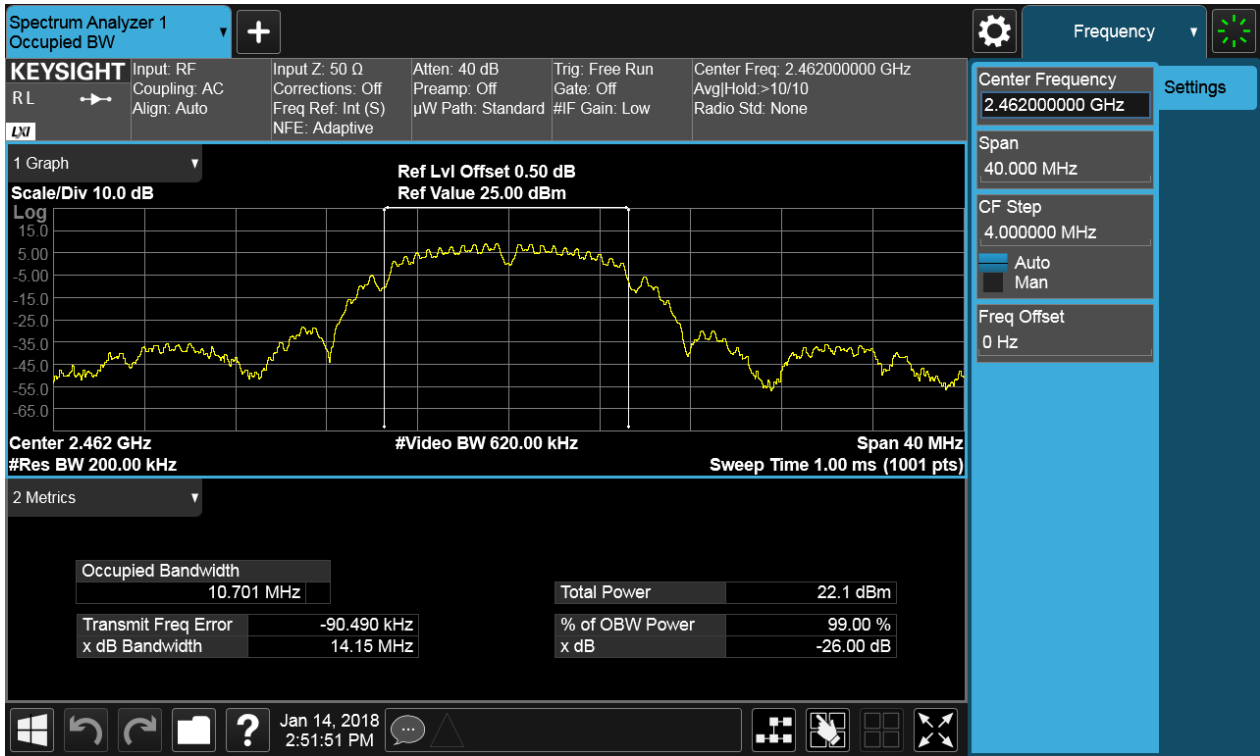 Spectrum Analyzer 1
Occupied BW
+
Frequency
KEYSIGHT
R L
LXI
Input: RF
Coupling: AC
Align: Auto
Input Z: 50 Ω
Corrections: Off
Freq Ref: Int (S)
NFE: Adaptive
Atten: 40 dB
Preamp: Off
µW Path: Standard
Trig: Free Run
Gate: Off
#IF Gain: Low
Center Freq: 2.462000000 GHz
Avg|Hold:>10/10
Radio Std: None
Center Frequency
2.462000000 GHz
Settings
Span
40.000 MHz
CF Step
4.000000 MHz
Auto
Man
Freq Offset
0 Hz
1 Graph
Ref Lvl Offset 0.50 dB
Scale/Div 10.0 dB
Ref Value 25.00 dBm
Log
15.0
5.00
-5.00
-15.0
-25.0
-35.0
-45.0
-55.0
-65.0
Center 2.462 GHz
#Video BW 620.00 kHz
Span 40 MHz
#Res BW 200.00 kHz
Sweep Time 1.00 ms (1001 pts)
2 Metrics
Occupied Bandwidth
10.701 MHz
Total Power
22.1 dBm
Transmit Freq Error
-90.490 kHz
% of OBW Power
99.00 %
x dB Bandwidth
14.15 MHz
x dB
-26.00 dB
?
Jan 14, 2018
2:51:51 PM